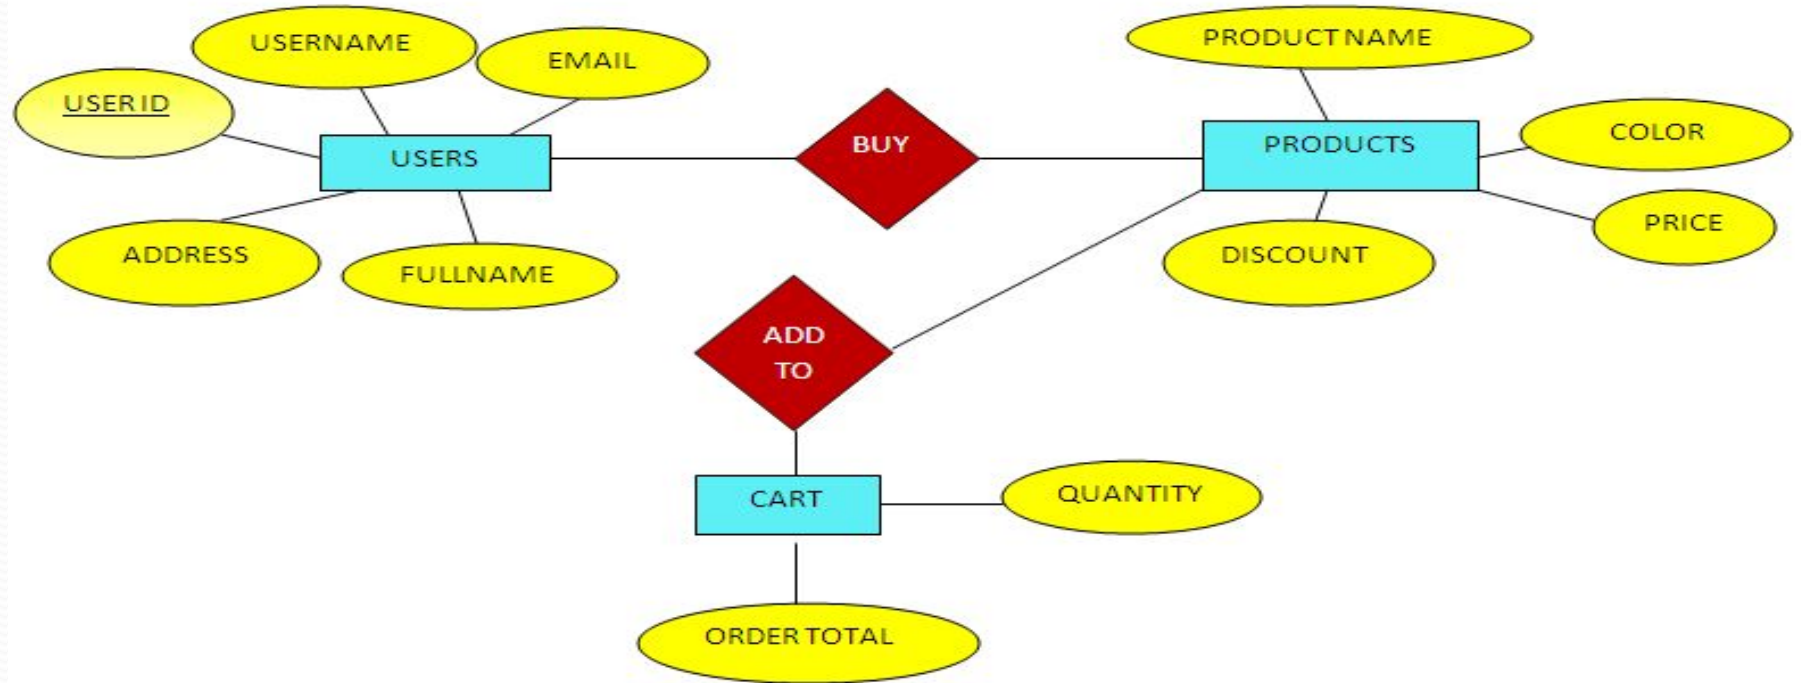 USERNAME
EMAIL
USER ID
USERS
ADDRESS
FULLNAME
BUY
PRODUCT NAME
PRODUCTS
COLOR
PRICE
DISCOUNT
ADD
TO
CART
QUANTITY
ORDER TOTAL